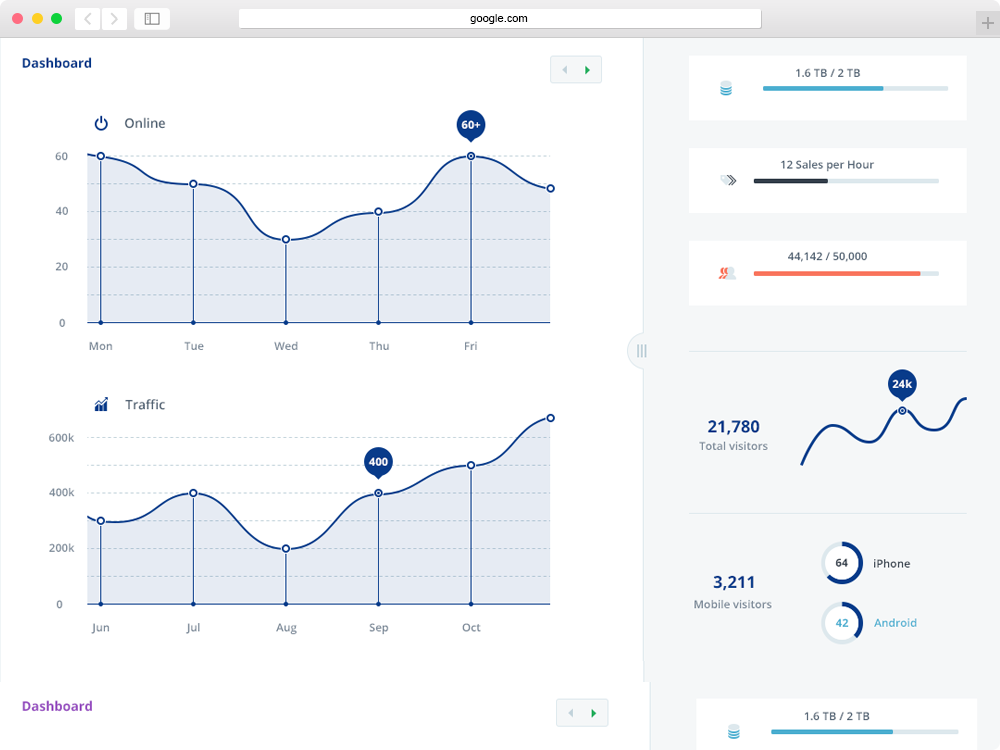 google.com
Dashboard
Online
60+
60
40
20
0
Mon Tue Wed Thu Fri
Traffic
600k
400
400k
200k
0
Jun Jul Aug Sep Oct
1.6 TB / 2 TB
12 Sales per Hour
44,142 / 50,000
24k
21,780
Total visitors
64 iPhone
3,211
Mobile visitors
42 Android
Dashboard
1.6 TB / 2 TB